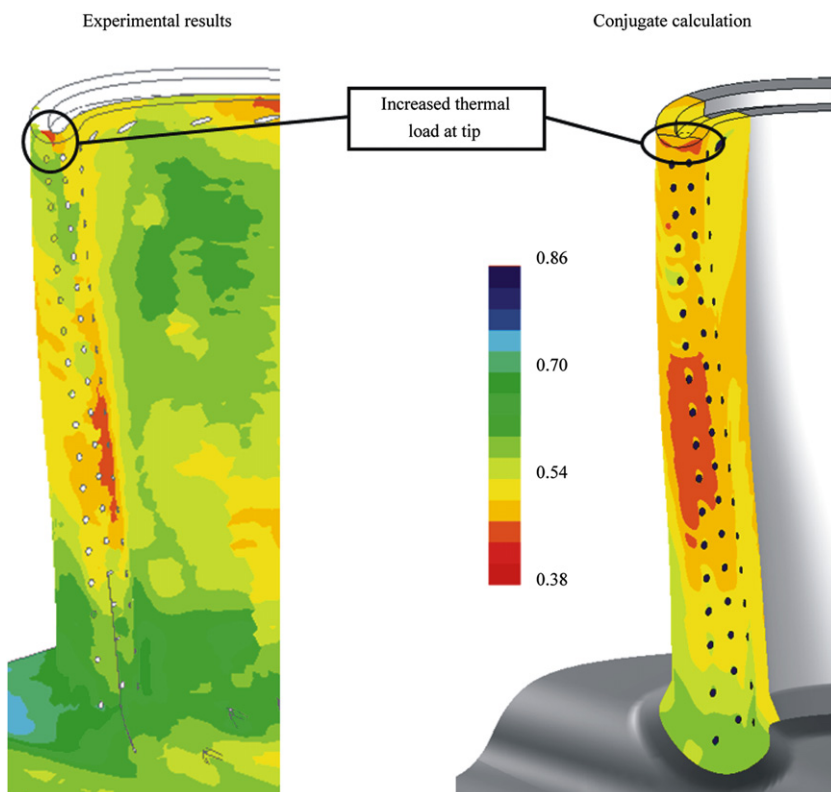 Experimental results
Conjugate calculation
Increased thermal
load at tip
0.86
0.70
0.54
0.38